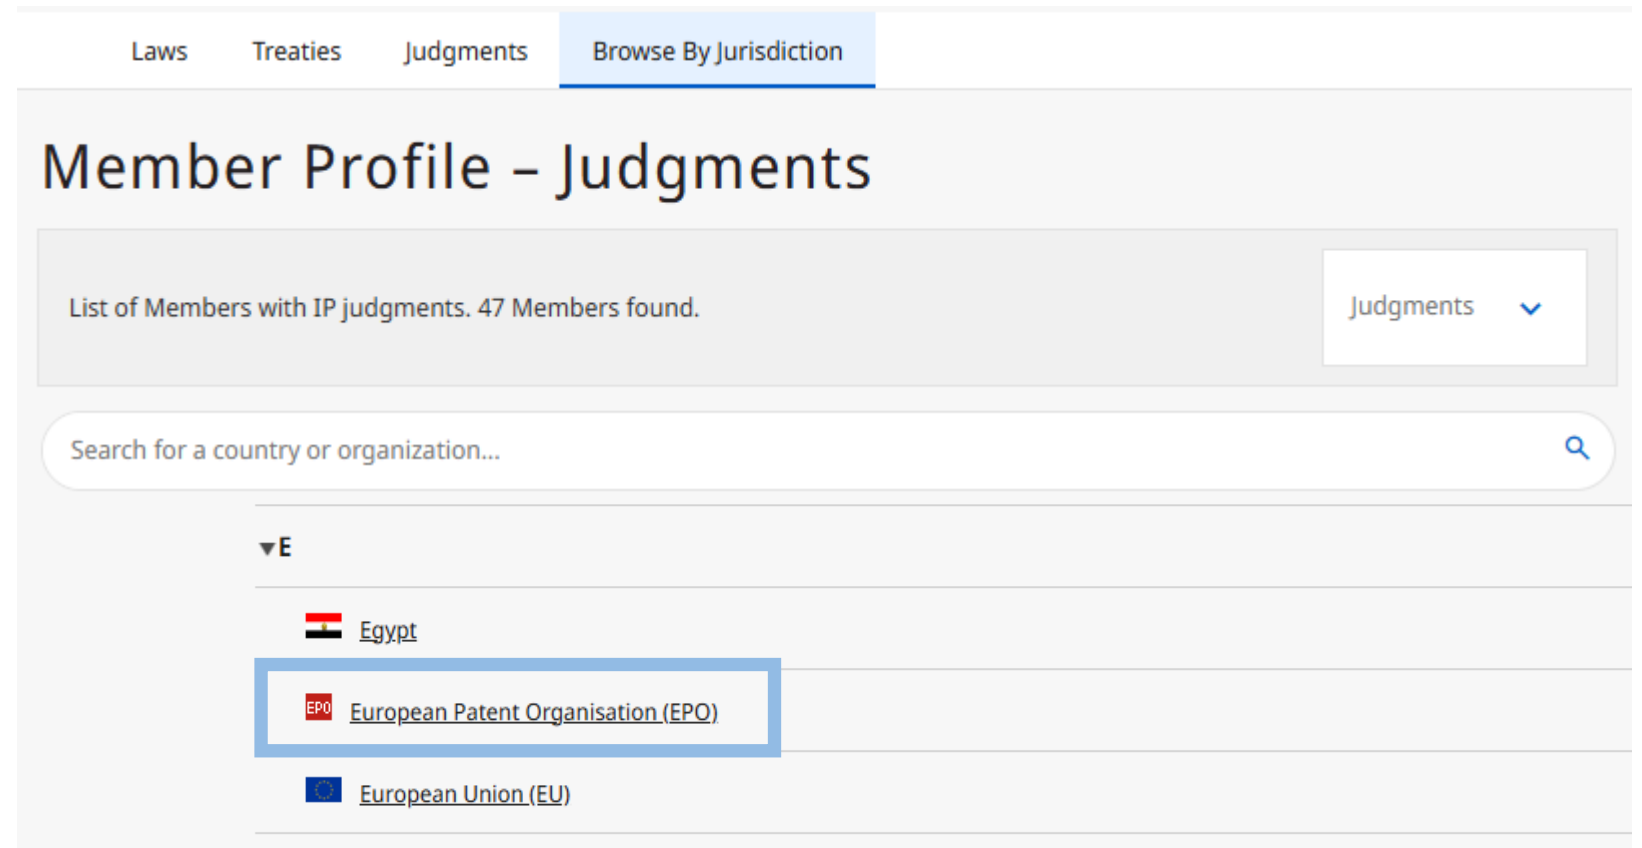 Laws Treaties Judgments Browse By Jurisdiction
Member Profile – Judgments
List of Members with IP judgments. 47 Members found.
Judgments
Search for a country or organization...
▼E
Egypt
EPO European Patent Organisation (EPO)
European Union (EU)